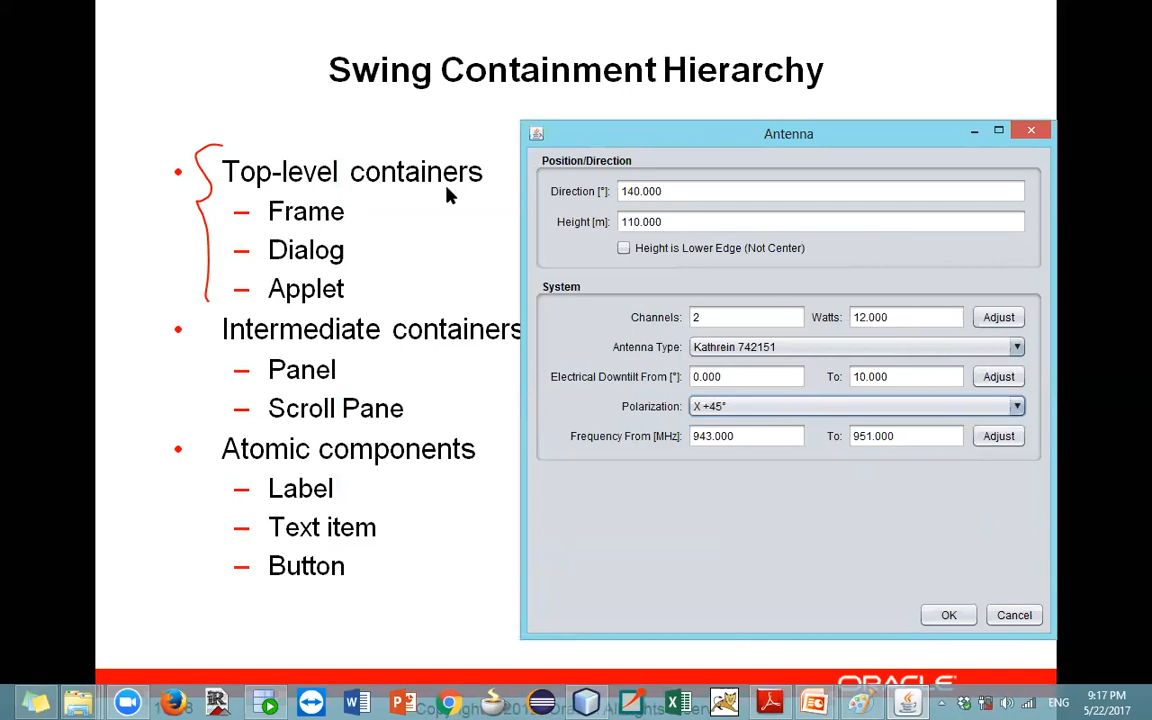 Swing Containment Hierarchy
• Top-level containers
– Frame
– Dialog
– Applet
• Intermediate containers
– Panel
– Scroll Pane
• Atomic components
– Label
– Text item
– Button
Antenna
Position/Direction
Direction [°]: 140.000
Height [m]: 110.000
Height is Lower Edge (Not Center)
System
Channels: 2 Watts: 12.000 Adjust
Antenna Type: Kathrein 742151
Electrical Downtilt From [°]: 0.000 To: 10.000 Adjust
Polarization: X +45°
Frequency From [MHz]: 943.000 To: 951.000 Adjust
OK Cancel
ORACLE
ENG
9:17 PM
5/22/2017